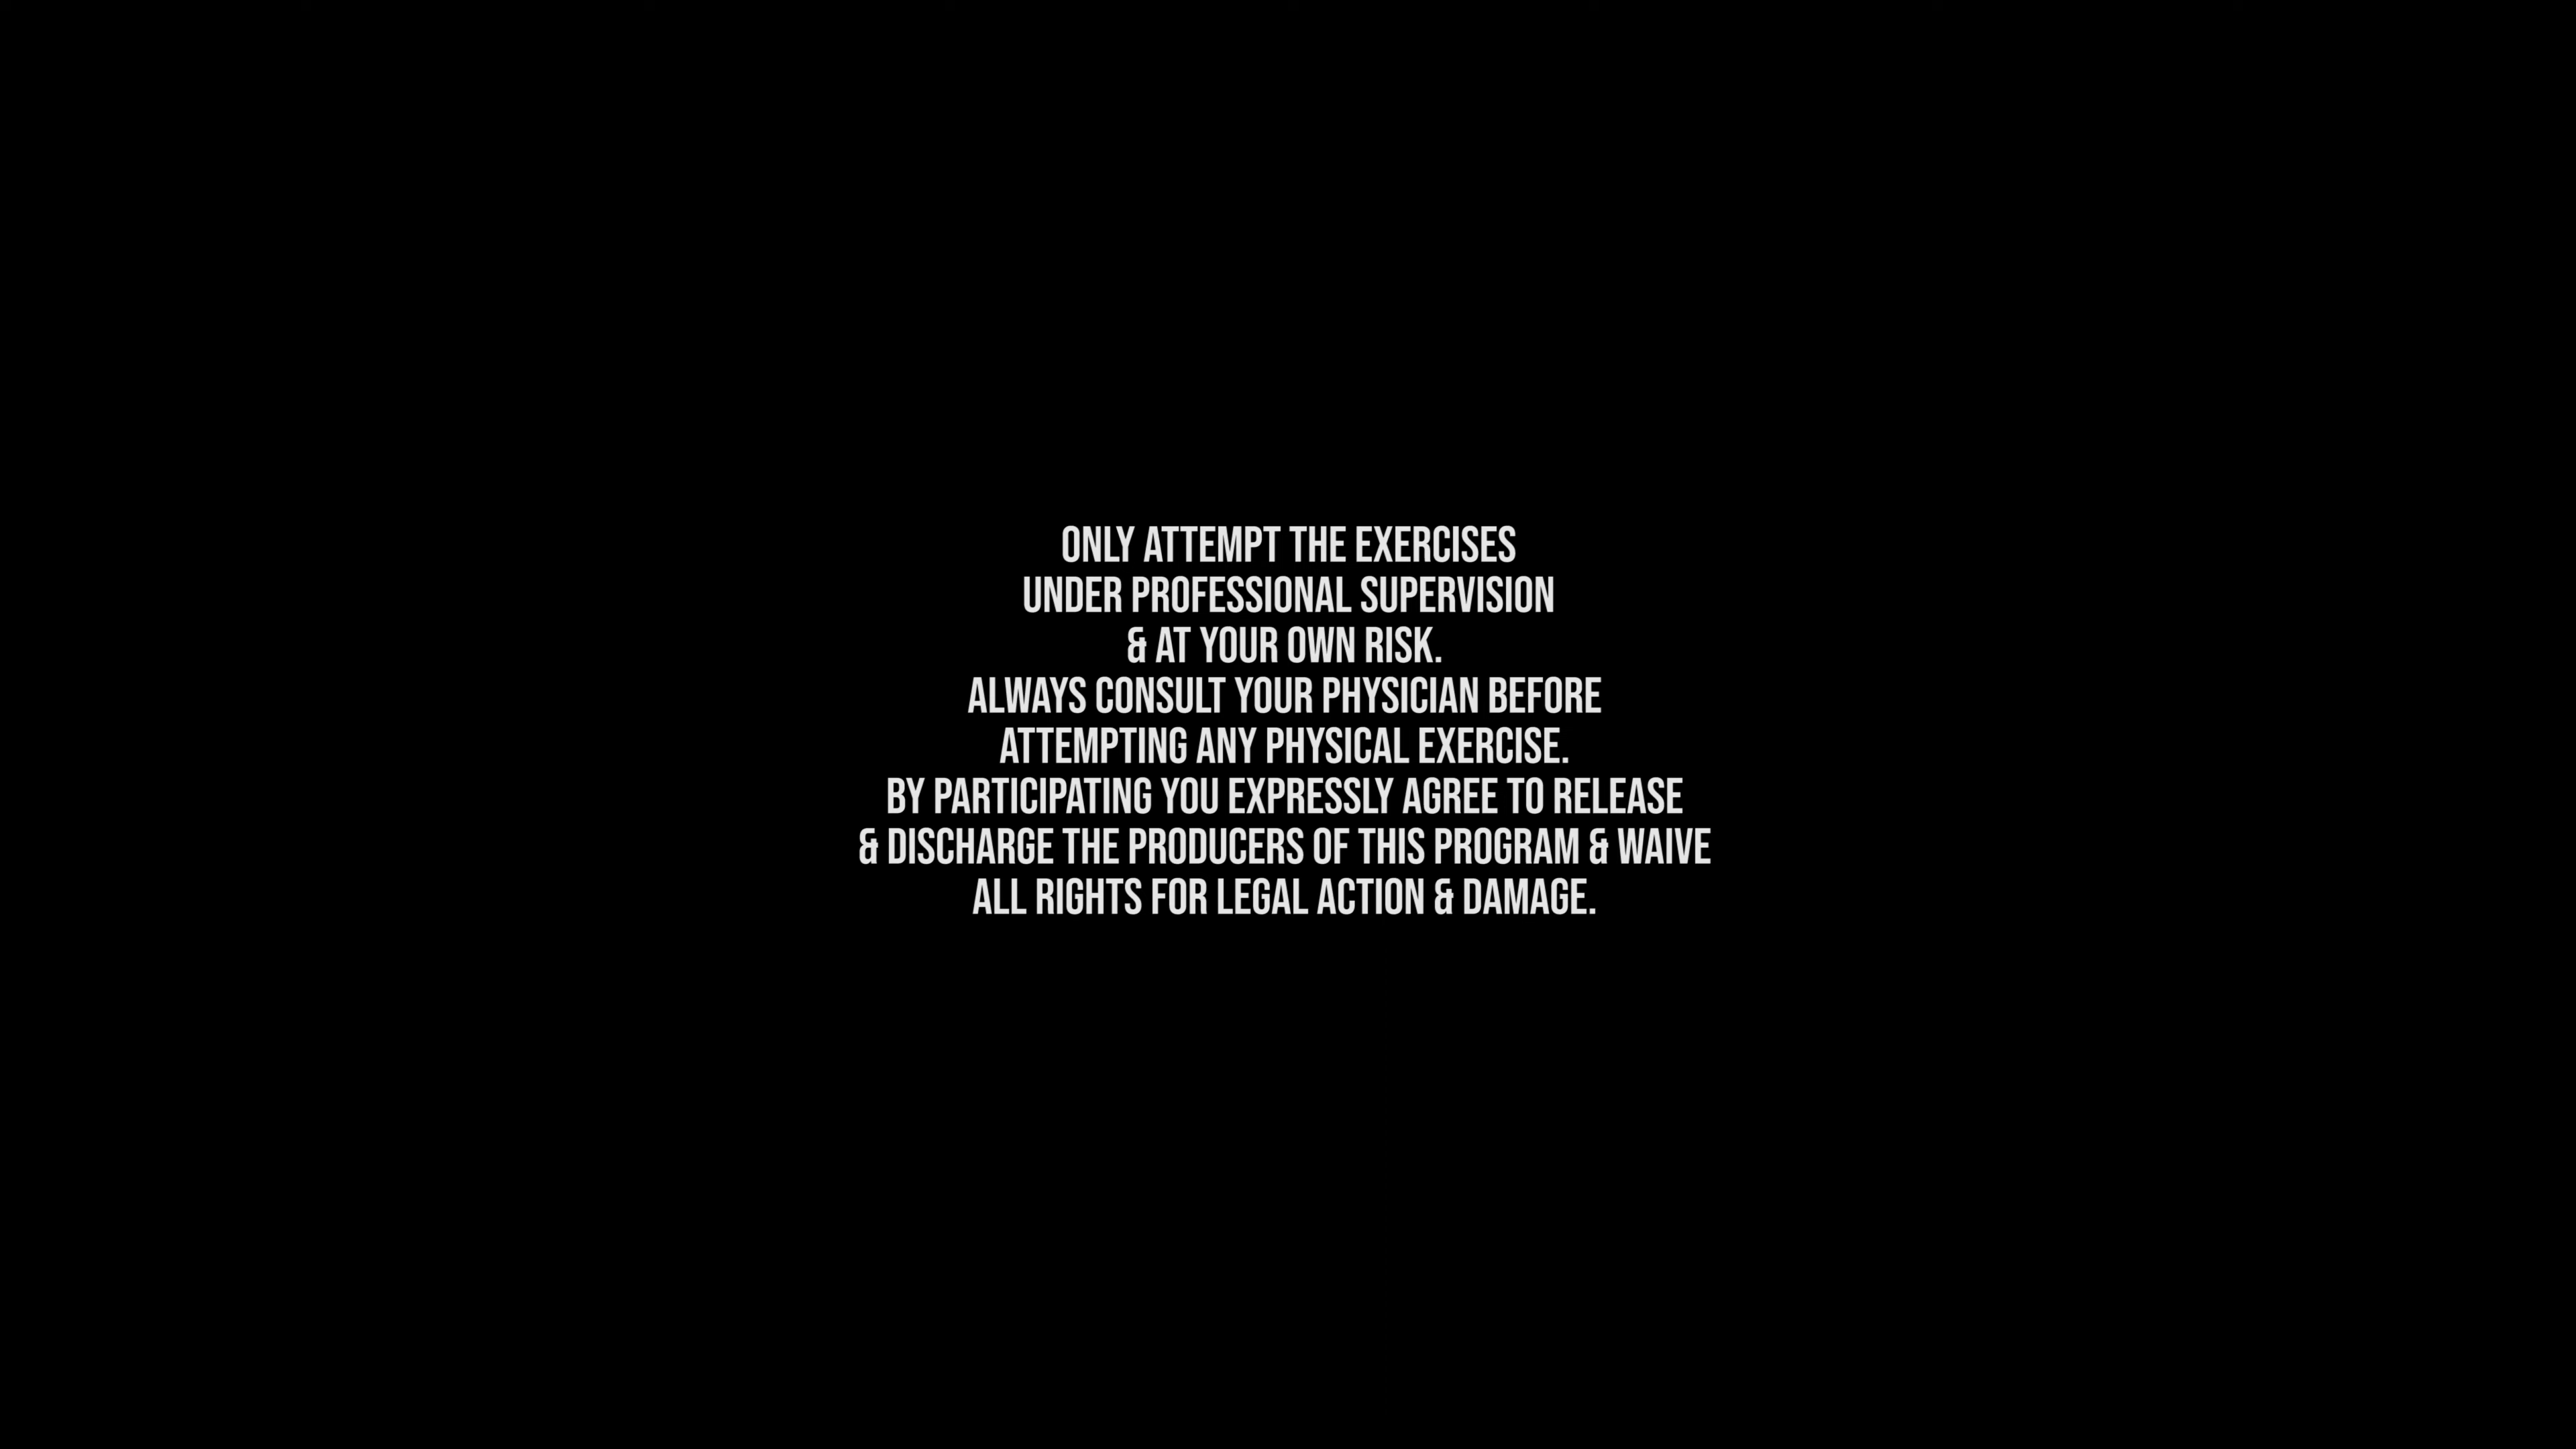 ONLY ATTEMPT THE EXERCISES
UNDER PROFESSIONAL SUPERVISION
& AT YOUR OWN RISK.
ALWAYS CONSULT YOUR PHYSICIAN BEFORE
ATTEMPTING ANY PHYSICAL EXERCISE.
BY PARTICIPATING YOU EXPRESSLY AGREE TO RELEASE
& DISCHARGE THE PRODUCERS OF THIS PROGRAM & WAIVE
ALL RIGHTS FOR LEGAL ACTION & DAMAGE.